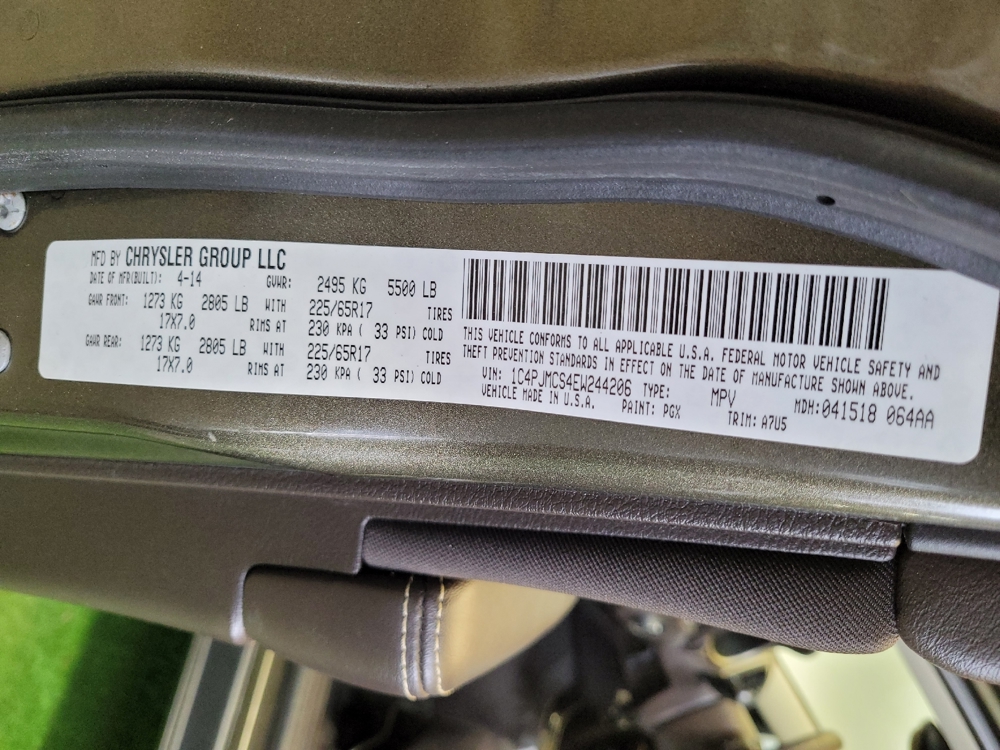 MFD BY CHRYSLER GROUP LLC
DATE OF MFR(BUILT): 4-14 GVWR: 2495 KG 5500 LB
GAWR FRONT: 1273 KG 2805 LB WITH 225/65R17 TIRES
17X7.0 RIMS AT 230 KPA ( 33 PSI) COLD
GAWR REAR: 1273 KG 2805 LB WITH 225/65R17 TIRES
17X7.0 RIMS AT 230 KPA ( 33 PSI) COLD
THIS VEHICLE CONFORMS TO ALL APPLICABLE U.S.A. FEDERAL MOTOR VEHICLE SAFETY AND
THEFT PREVENTION STANDARDS IN EFFECT ON THE DATE OF MANUFACTURE SHOWN ABOVE.
VIN: 1C4PJMCS4EW244206 TYPE: MPV MDH:041518 064AA
VEHICLE MADE IN U.S.A. PAINT: PGX TRIM: A7U5